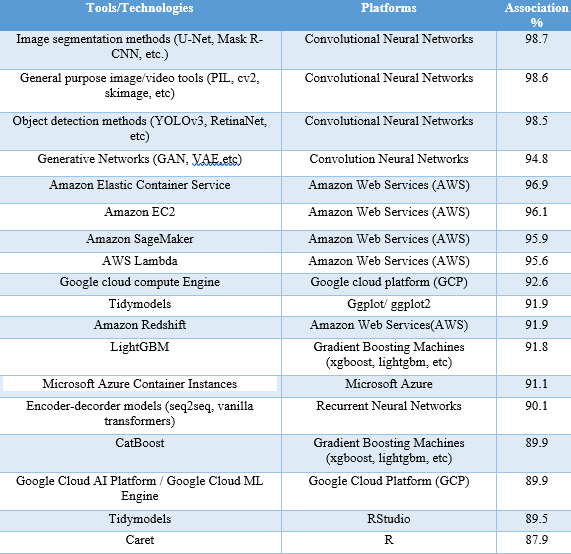 Tools/Technologies Platforms Association
%
Image segmentation methods (U-Net, Mask R- Convolutional Neural Networks 98.7
CNN, etc.)
General purpose image/video tools (PIL, cv2, Convolutional Neural Networks 98.6
skimage, etc)
Object detection methods (YOLOv3, RetinaNet, Convolutional Neural Networks 98.5
etc)
Generative Networks (GAN, VAE,etc) Convolution Neural Networks 94.8
Amazon Elastic Container Service Amazon Web Services (AWS) 96.9
Amazon EC2 Amazon Web Services (AWS) 96.1
Amazon SageMaker Amazon Web Services (AWS) 95.9
AWS Lambda Amazon Web Services (AWS) 95.6
Google cloud compute Engine Google cloud platform (GCP) 92.6
Tidymodels Ggplot/ ggplot2 91.9
Amazon Redshift Amazon Web Services(AWS) 91.9
LightGBM Gradient Boosting Machines 91.8
(xgboost, lightgbm, etc)
Microsoft Azure Container Instances Microsoft Azure 91.1
Encoder-decorder models (seq2seq, vanilla Recurrent Neural Networks 90.1
transformers)
CatBoost Gradient Boosting Machines 89.9
(xgboost, lightgbm, etc)
Google Cloud AI Platform / Google Cloud ML Google Cloud Platform (GCP) 89.9
Engine
Tidymodels RStudio 89.5
Caret R 87.9